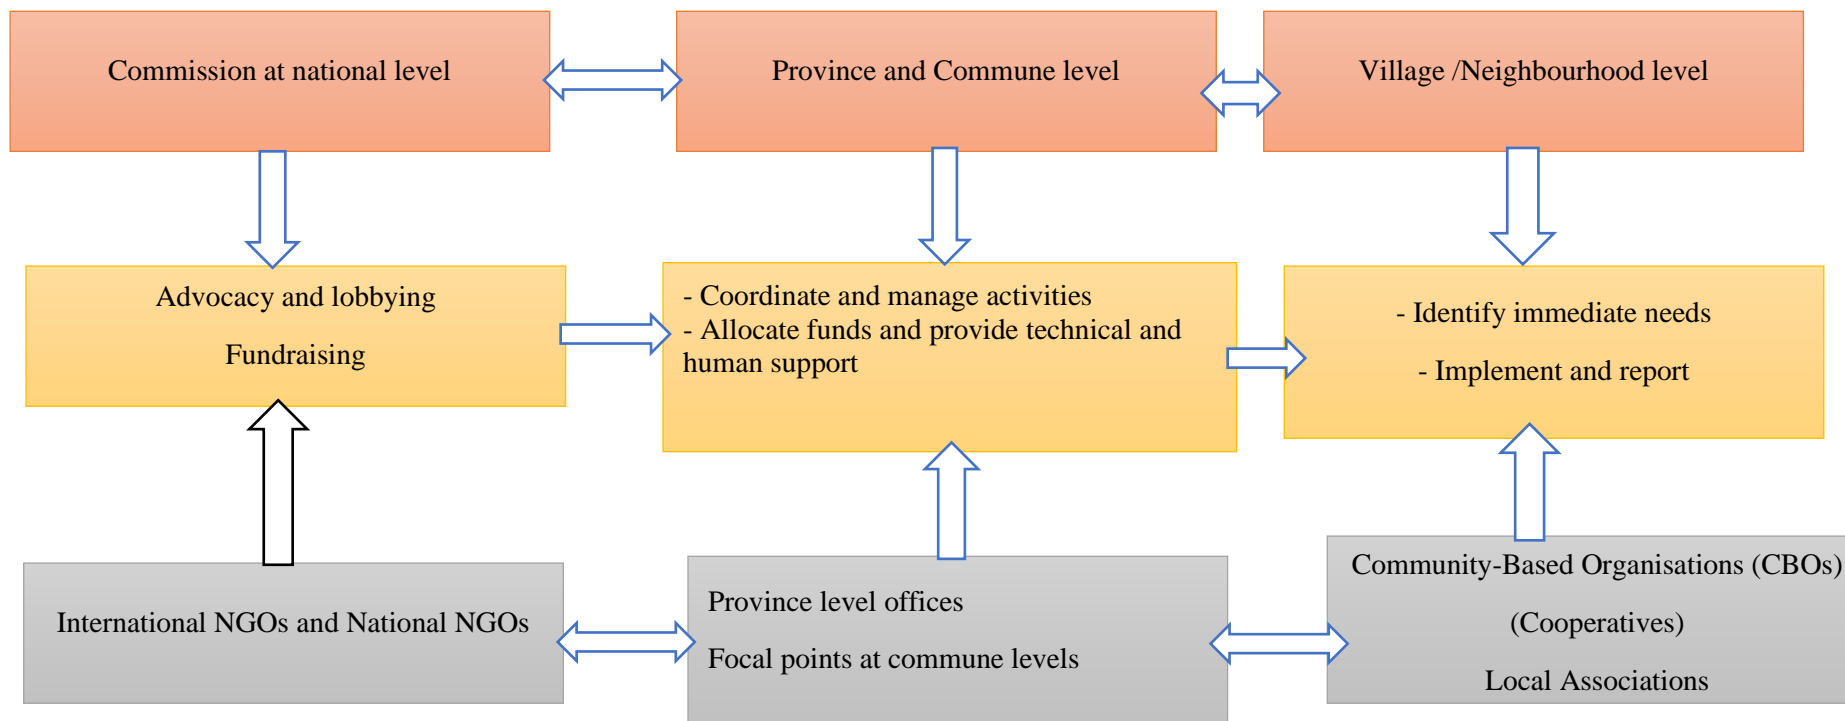 Commission at national level
Province and Commune level
Village /Neighbourhood level
Advocacy and lobbying
Fundraising
- Coordinate and manage activities
- Allocate funds and provide technical and
human support
- Identify immediate needs
- Implement and report
International NGOs and National NGOs
Province level offices
Focal points at commune levels
Community-Based Organisations (CBOs)
(Cooperatives)
Local Associations